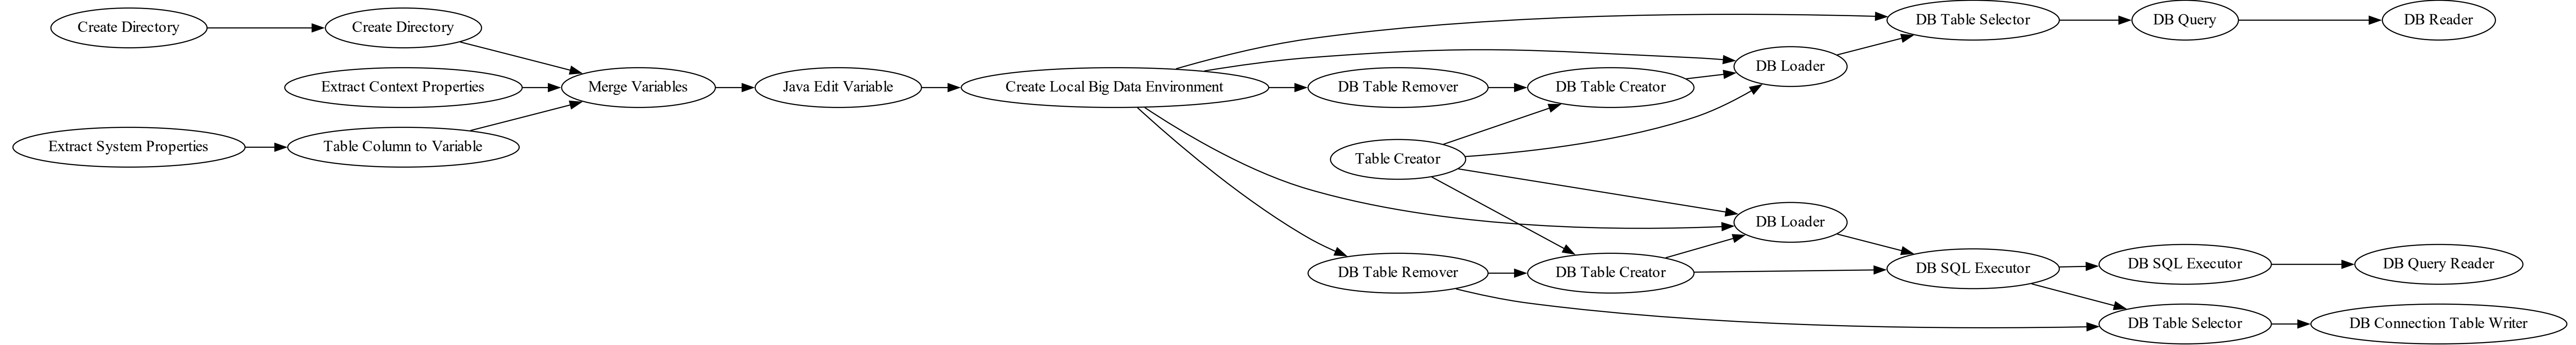 Create Directory
Create Directory
DB Table Selector
DB Query
DB Reader
DB Loader
Extract Context Properties
Merge Variables
Java Edit Variable
Create Local Big Data Environment
DB Table Remover
DB Table Creator
Extract System Properties
Table Column to Variable
Table Creator
DB Loader
DB Table Remover
DB Table Creator
DB SQL Executor
DB SQL Executor
DB Query Reader
DB Table Selector
DB Connection Table Writer